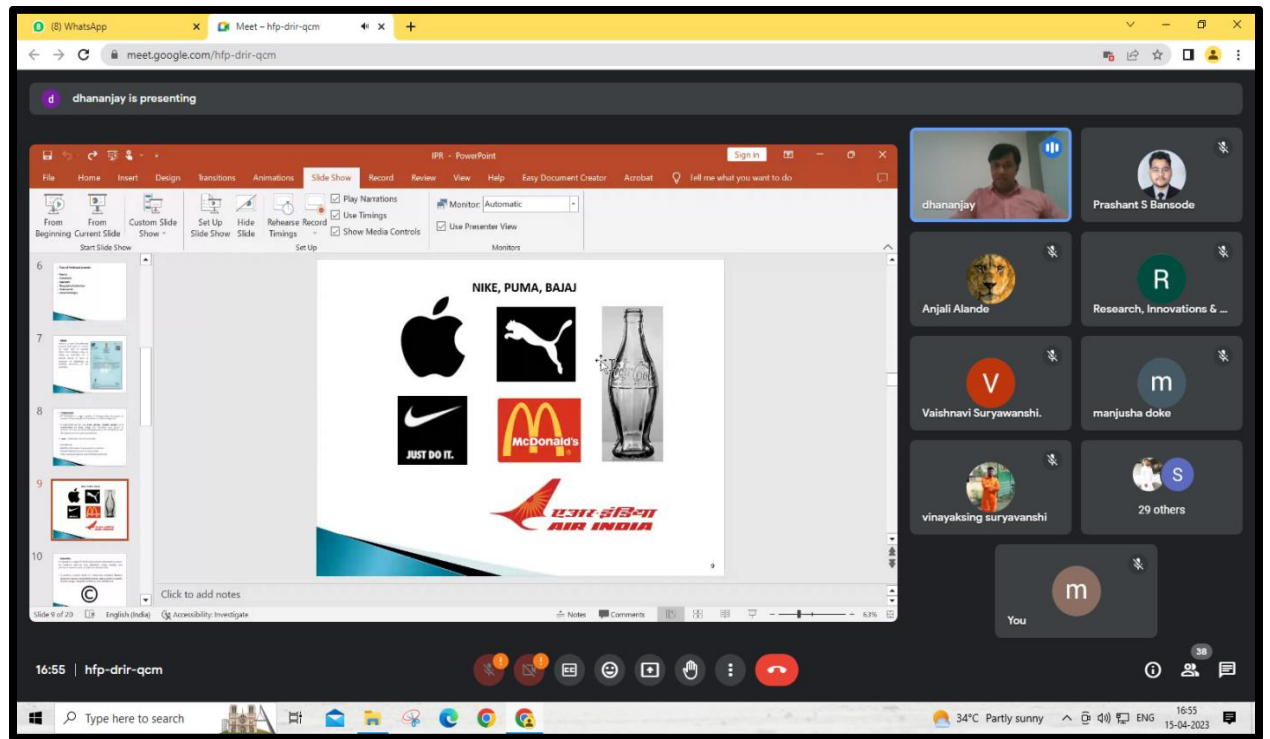 (8) WhatsApp
Meet – hfp-drir-qcm
meet.google.com/hfp-drir-qcm
d
dhananjay is presenting
IPR - PowerPoint
Sign in
File Home Insert Design Transitions Animations Slide Show Record Review View Help Easy Document Creator Acrobat Tell me what you want to do
From Beginning
From Current Slide
Custom Slide Show
Set Up Slide Show
Hide Slide
Rehearse Timings
Record
Play Narrations
Use Timings
Show Media Controls
Monitor: Automatic
Use Presenter View
Start Slide Show
Set Up
Monitors
6
7
8
9
10
©
NIKE, PUMA, BAJAJ
JUST DO IT.
McDonald's
एअर इंडिया
AIR INDIA
9
Click to add notes
Slide 9 of 20
English (India)
Accessibility: Investigate
Notes
Comments
63%
dhananjay
Prashant S Bansode
Anjali Alande
R
Research, Innovations & ...
V
Vaishnavi Suryawanshi.
m
manjusha doke
vinayaksing suryavanshi
S
29 others
m
You
16:55 | hfp-drir-qcm
CC
38
Type here to search
34°C Partly sunny
ENG
16:55
15-04-2023